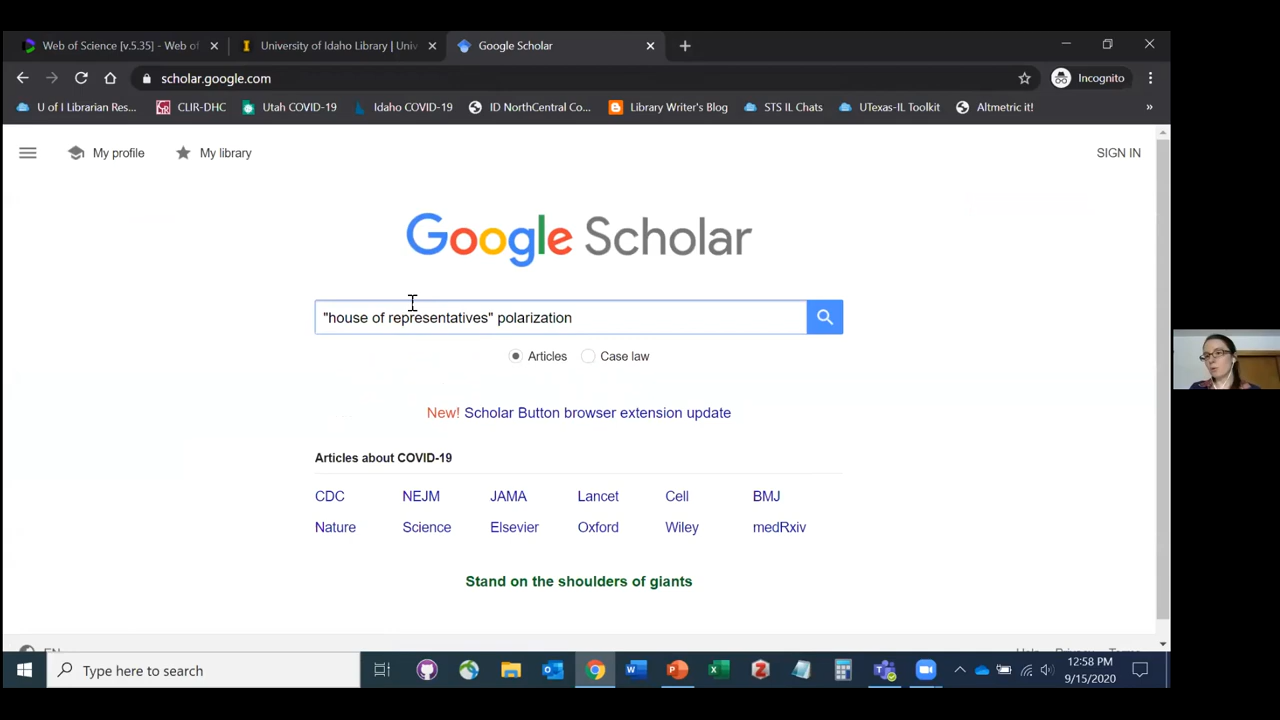 Web of Science [v.5.35] - Web of
University of Idaho Library | Univ
Google Scholar
scholar.google.com
Incognito
U of I Librarian Res...
CLIR-DHC
Utah COVID-19
Idaho COVID-19
ID NorthCentral Co...
Library Writer's Blog
STS IL Chats
UTexas-IL Toolkit
Altmetric it!
»
My profile
My library
SIGN IN
Google Scholar
"house of representatives" polarization
Articles
Case law
New! Scholar Button browser extension update
Articles about COVID-19
CDC NEJM JAMA Lancet Cell BMJ
Nature Science Elsevier Oxford Wiley medRxiv
Stand on the shoulders of giants
Type here to search
12:58 PM
9/15/2020